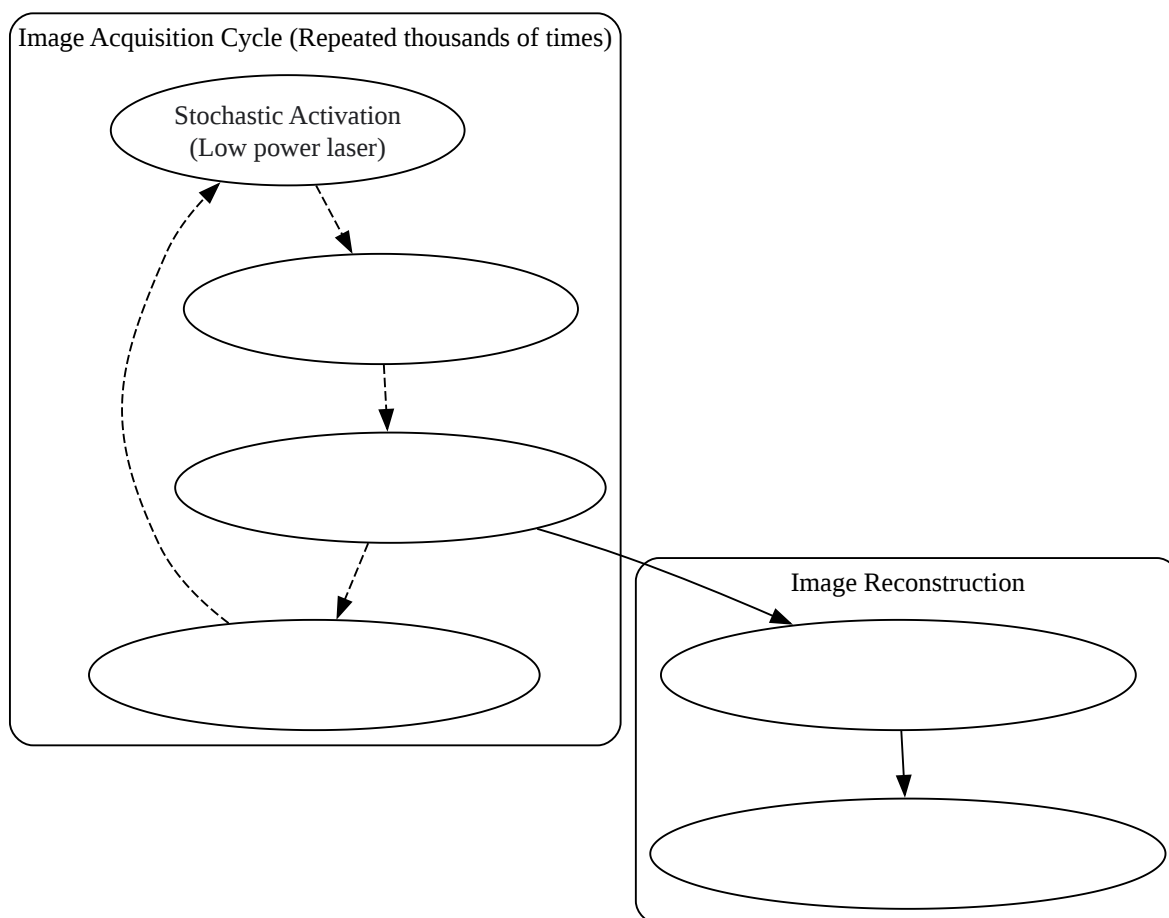 Image Acquisition Cycle (Repeated thousands of times)
Stochastic Activation
(Low power laser)
Image Reconstruction